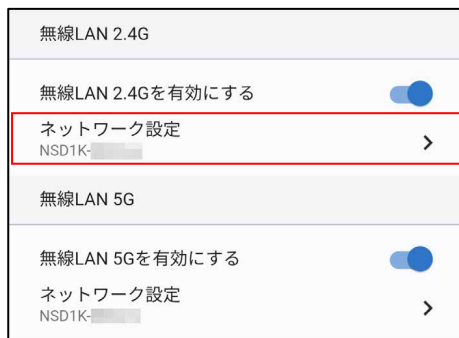 無線LAN 2.4G
無線LAN 2.4Gを有効にする
ネットワーク設定
NSD1K-
無線LAN 5G
無線LAN 5Gを有効にする
ネットワーク設定
NSD1K-